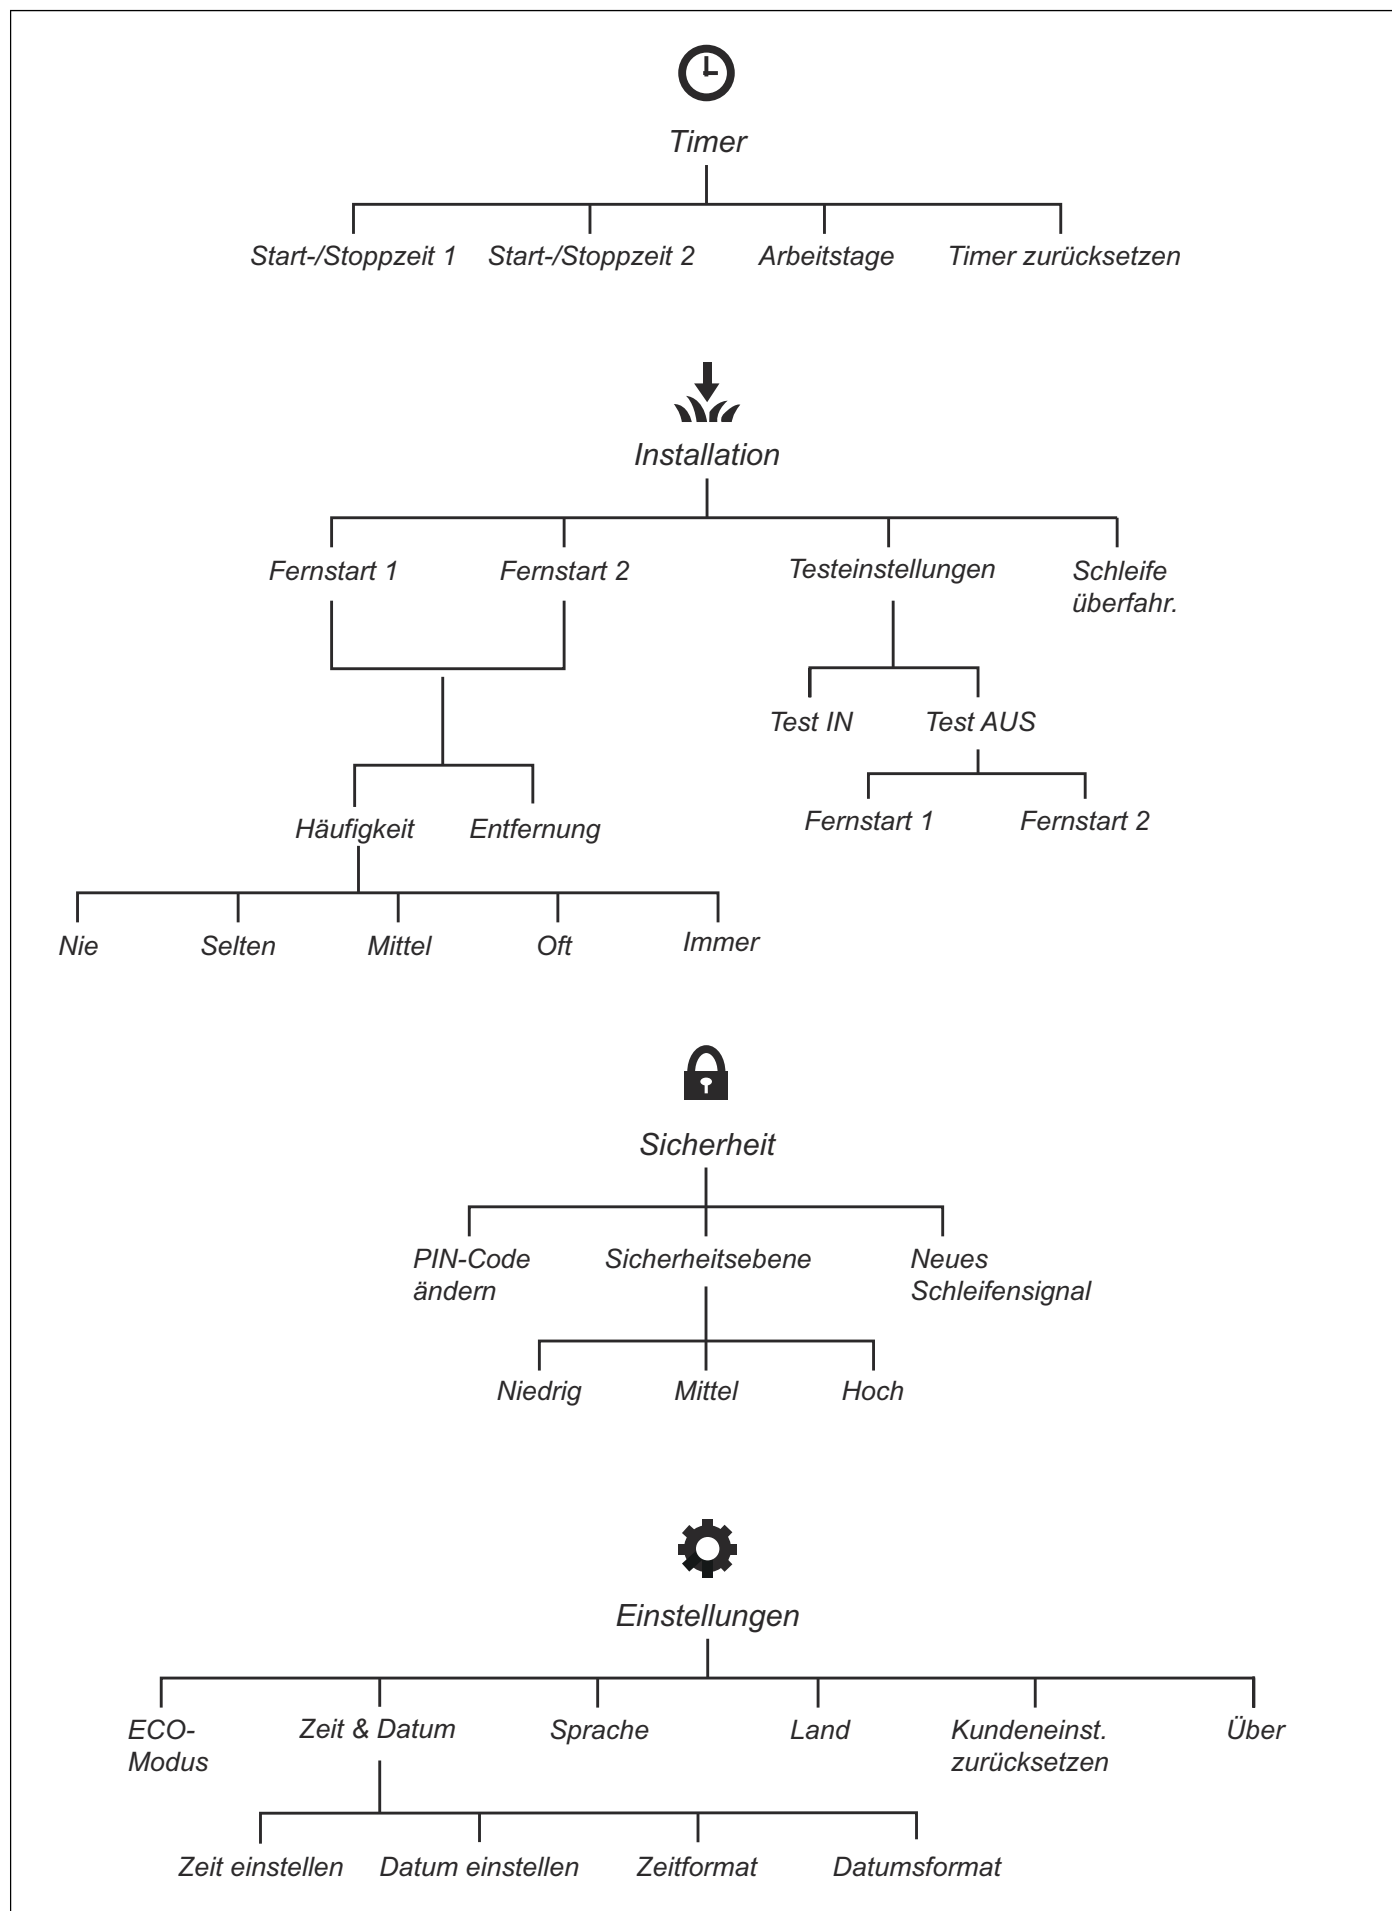 Timer
Start-/Stoppzeit 1 Start-/Stoppzeit 2 Arbeitstage Timer zurücksetzen
Installation
Fernstart 1 Fernstart 2 Testeinstellungen Schleife
überfahr.
Test IN Test AUS
Fernstart 1 Fernstart 2
Häufigkeit Entfernung
Nie Selten Mittel Oft Immer
Sicherheit
PIN-Code Sicherheitsebene Neues
ändern Schleifensignal
Niedrig Mittel Hoch
Einstellungen
ECO- Zeit & Datum Sprache Land Kundeneinst. Über
Modus zurücksetzen
Zeit einstellen Datum einstellen Zeitformat Datumsformat